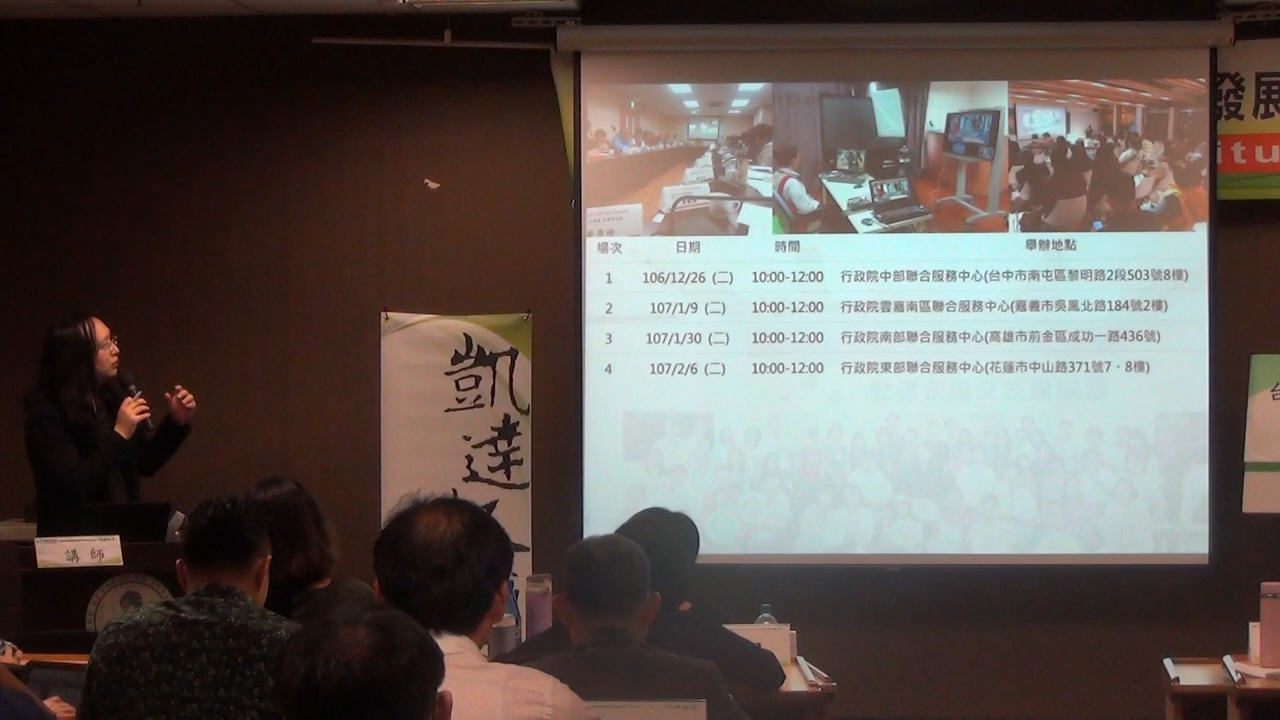 發展
itu
場次 日期 時間 舉辦地點
1 106/12/26 (二) 10:00-12:00 行政院中部聯合服務中心(台中市南屯區黎明路2段503號8樓)
2 107/1/9 (二) 10:00-12:00 行政院雲嘉南區聯合服務中心(嘉義市吳鳳北路184號2樓)
3 107/1/30 (二) 10:00-12:00 行政院南部聯合服務中心(高雄市前金區成功一路436號)
4 107/2/6 (二) 10:00-12:00 行政院東部聯合服務中心(花蓮市中山路371號7、8樓)
凱達
講師